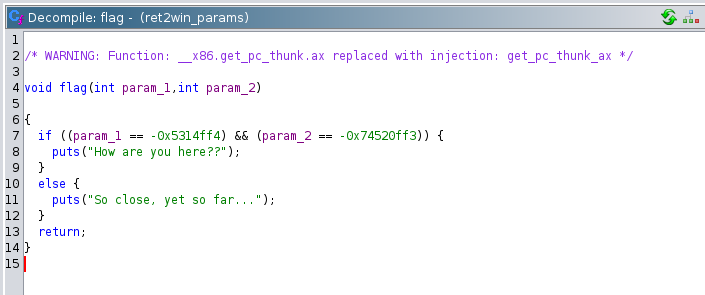 Decompile: flag - (ret2win_params)
1
2 /* WARNING: Function: __x86.get_pc_thunk.ax replaced with injection: get_pc_thunk_ax */
3
4 void flag(int param_1,int param_2)
5
6 {
7   if ((param_1 == -0x5314ff4) && (param_2 == -0x74520ff3)) {
8     puts("How are you here??");
9   }
10   else {
11     puts("So close, yet so far...");
12   }
13   return;
14 }
15